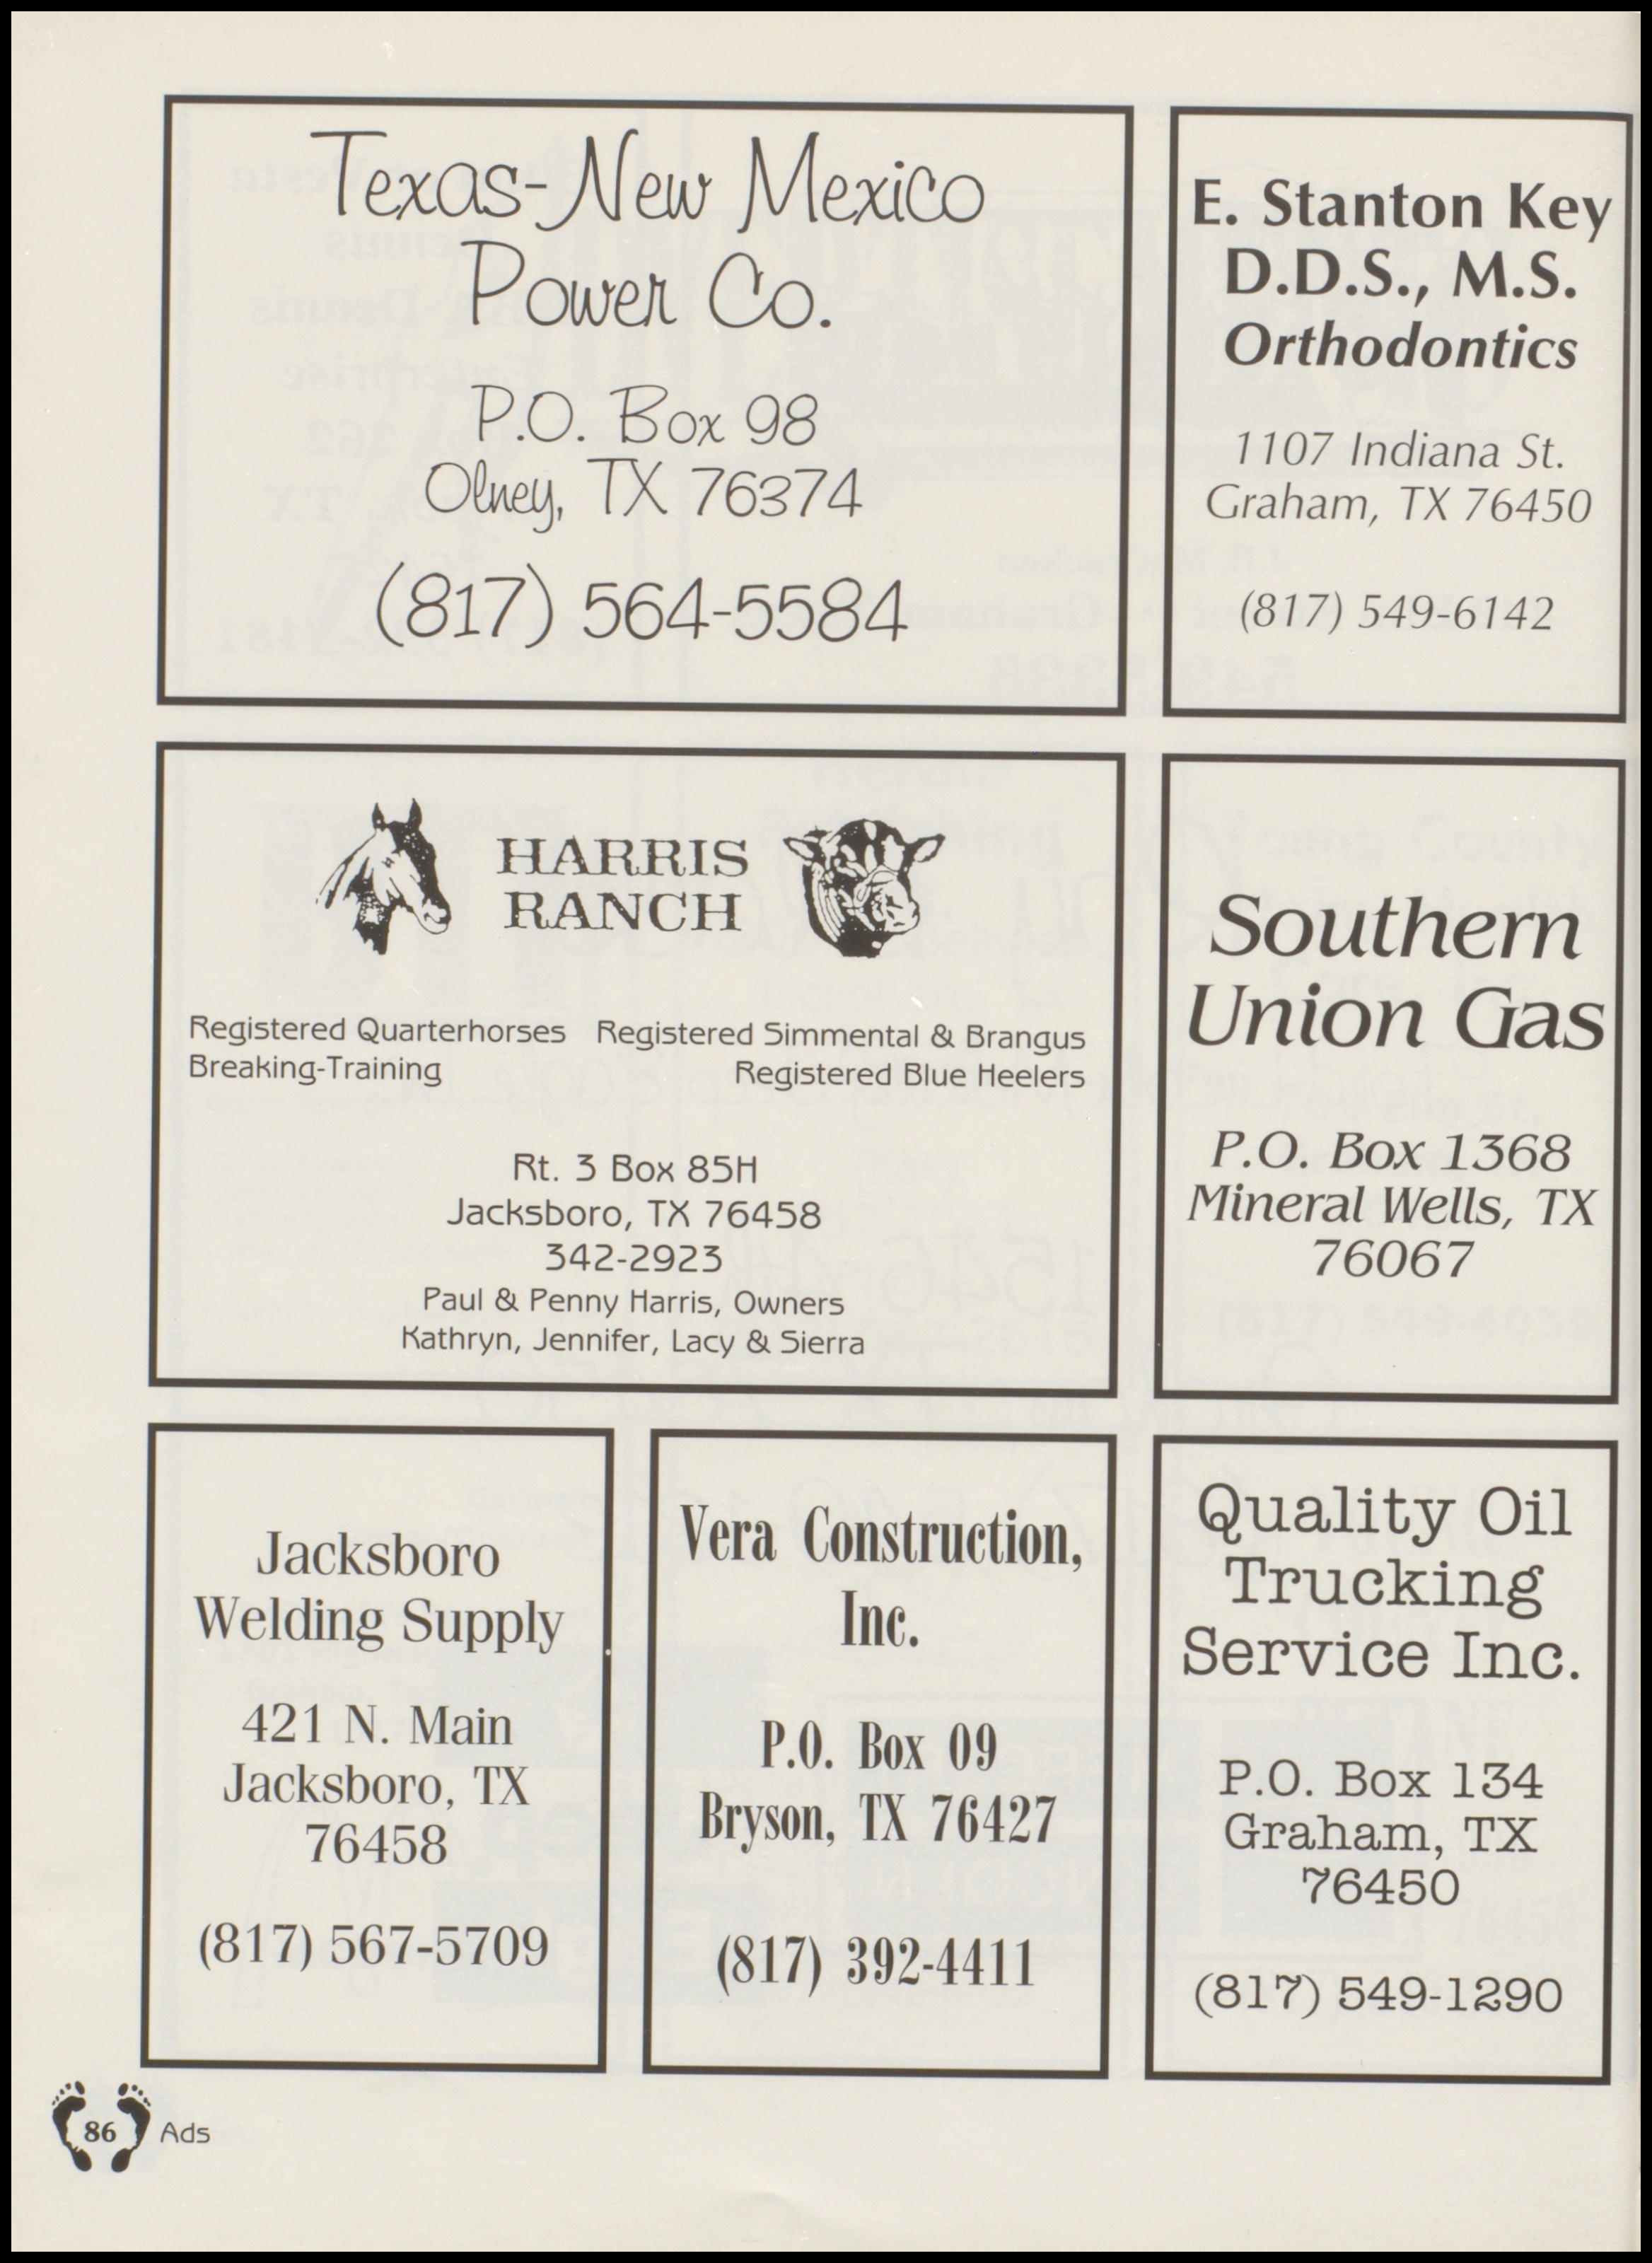 Texas-New Mexico
Power Co.
P.O. Box 98
Olney, TX 76374
(817) 564-5584
E. Stanton Key
D.D.S., M.S.
Orthodontics
1107 Indiana St.
Graham, TX 76450
(817) 549-6142
HARRIS
RANCH
Registered Quarterhorses Registered Simmental & Brangus
Breaking-Training Registered Blue Heelers
Rt. 3 Box 85H
Jacksboro, TX 76458
342-2923
Paul & Penny Harris, Owners
Kathryn, Jennifer, Lacy & Sierra
Southern
Union Gas
P.O. Box 1368
Mineral Wells, TX
76067
Jacksboro
Welding Supply
421 N. Main
Jacksboro, TX
76458
(817) 567-5709
Vera Construction,
Inc.
P.O. Box 09
Bryson, TX 76427
(817) 392-4411
Quality Oil
Trucking
Service Inc.
P.O. Box 134
Graham, TX
76450
(817) 549-1290
86 Ads